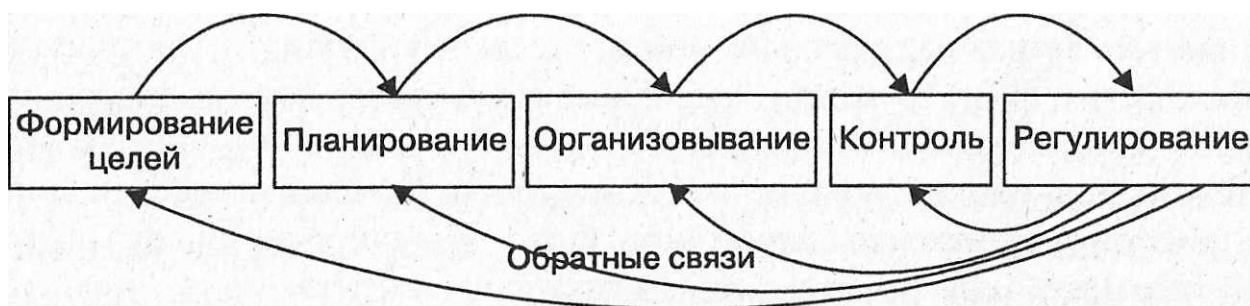 Формирование
целей
Планирование
Организовывание
Контроль
Регулирование
Обратные связи